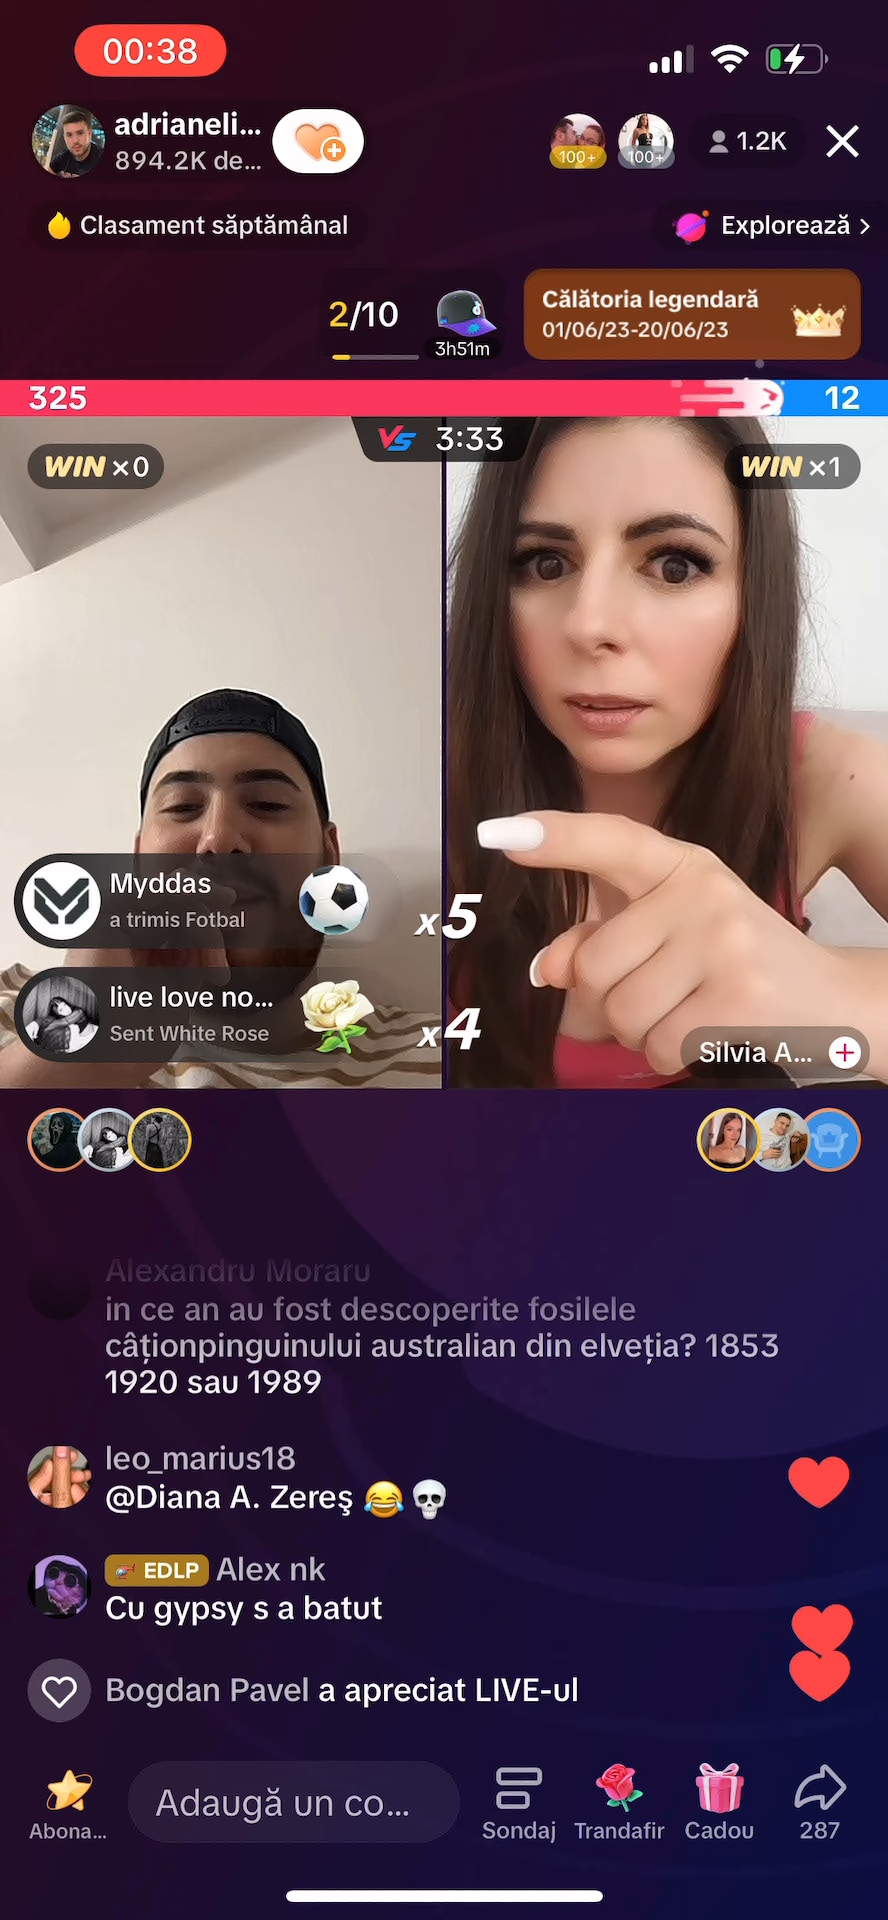 00:38
adrianeli...
894.2K de...
100+
100+
1.2K
Clasament săptămânal
Explorează >
2/10
3h51m
Călătoria legendară
01/06/23-20/06/23
325
12
VS 3:33
WIN x0
WIN x1
Myddas
a trimis Fotbal
x5
live love no...
Sent White Rose
x4
Silvia A...
Alexandru Moraru
in ce an au fost descoperite fosilele
câționpinguinului australian din elveția? 1853
1920 sau 1989
leo_marius18
@Diana A. Zereş 😂💀
EDLP Alex nk
Cu gypsy s a batut
Bogdan Pavel a apreciat LIVE-ul
Abona...
Adaugă un co...
Sondaj
Trandafir
Cadou
287